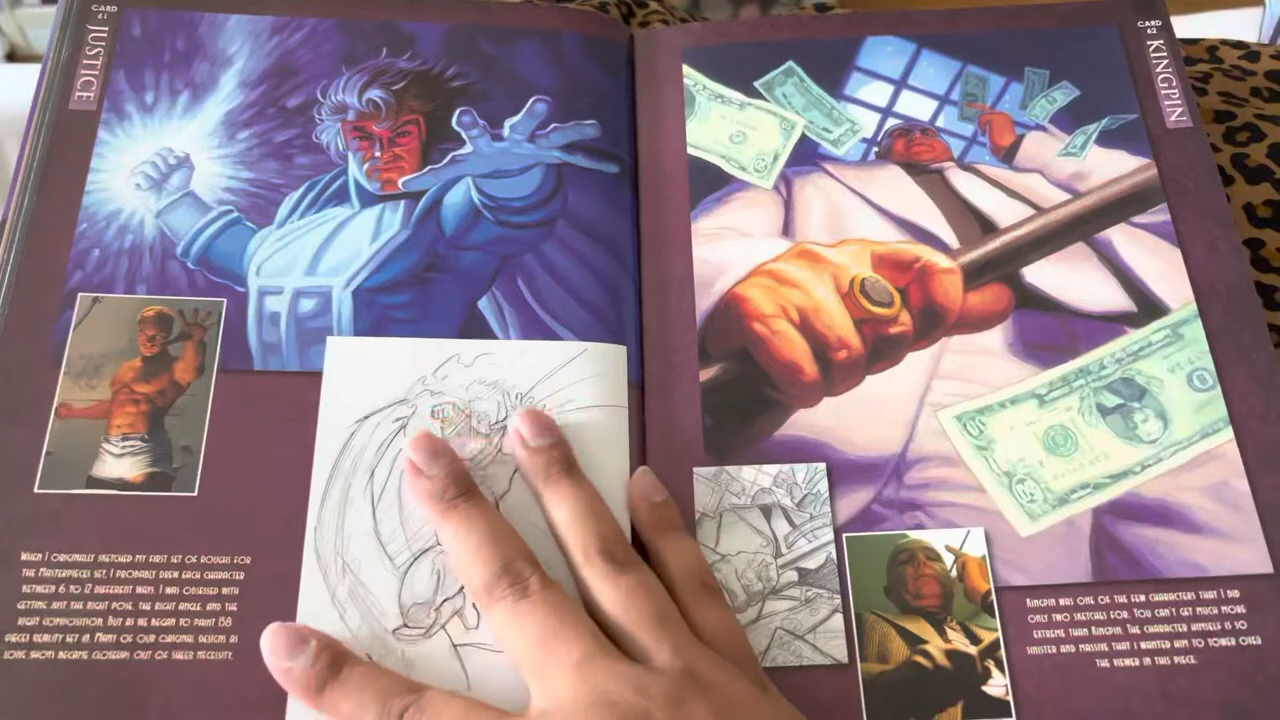 CARD
61
JUSTICE
WHEN I ORIGINALLY SKETCHED MY FIRST SET OF ROUGHS FOR
THE MASTERPIECES SET, I PROBABLY DREW EACH CHARACTER
BETWEEN 6 TO 12 DIFFERENT WAYS. I WAS OBSESSED WITH
GETTING JUST THE RIGHT POSE, THE RIGHT ANGLE, AND THE
RIGHT COMPOSITION. BUT AS WE BEGAN TO PAINT 138
PIECES REALITY SET IN. MANY OF OUR ORIGINAL DESIGNS AS
LONG SHOTS BECAME CLOSEUPS OUT OF SHEER NECESSITY.
CARD
62
KINGPIN
KINGPIN WAS ONE OF THE FEW CHARACTERS THAT I DID
ONLY TWO SKETCHES FOR. YOU CAN'T GET MUCH MORE
EXTREME THAN KINGPIN. THE CHARACTER HIMSELF IS SO
SINISTER AND MASSIVE THAT I WANTED HIM TO TOWER OVER
THE VIEWER IN THIS PIECE.